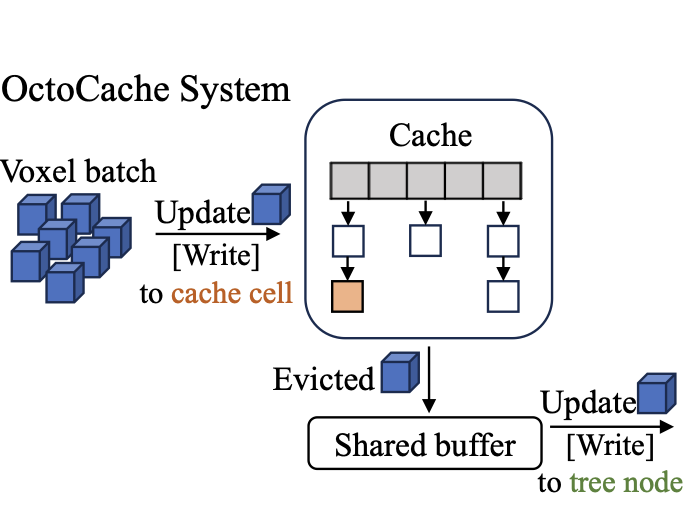 OctoCache System
Cache
Voxel batch
Update
[Write]
to cache cell
Evicted
Shared buffer
Update
[Write]
to tree node